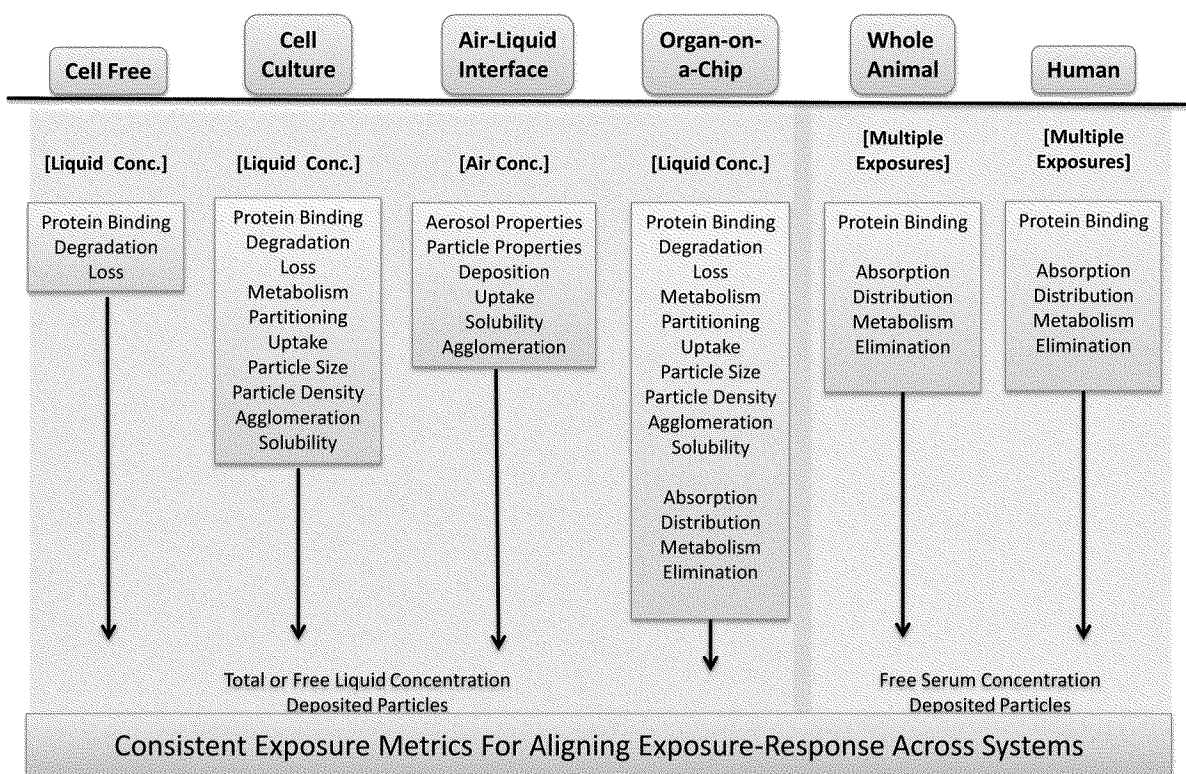 Cell Free
Cell
Culture
Air-Liquid
Interface
Organ-on-
a-Chip
Whole
Animal
Human
[Liquid Conc.]
[Liquid Conc.]
[Air Conc.]
[Liquid Conc.]
[Multiple
Exposures]
[Multiple
Exposures]
Protein Binding
Degradation
Loss
Protein Binding
Degradation
Loss
Metabolism
Partitioning
Uptake
Particle Size
Particle Density
Agglomeration
Solubility
Aerosol Properties
Particle Properties
Deposition
Uptake
Solubility
Agglomeration
Protein Binding
Degradation
Loss
Metabolism
Partitioning
Uptake
Particle Size
Particle Density
Agglomeration
Solubility
Absorption
Distribution
Metabolism
Elimination
Protein Binding
Absorption
Distribution
Metabolism
Elimination
Protein Binding
Absorption
Distribution
Metabolism
Elimination
Total or Free Liquid Concentration
Deposited Particles
Free Serum Concentration
Deposited Particles
Consistent Exposure Metrics For Aligning Exposure-Response Across Systems